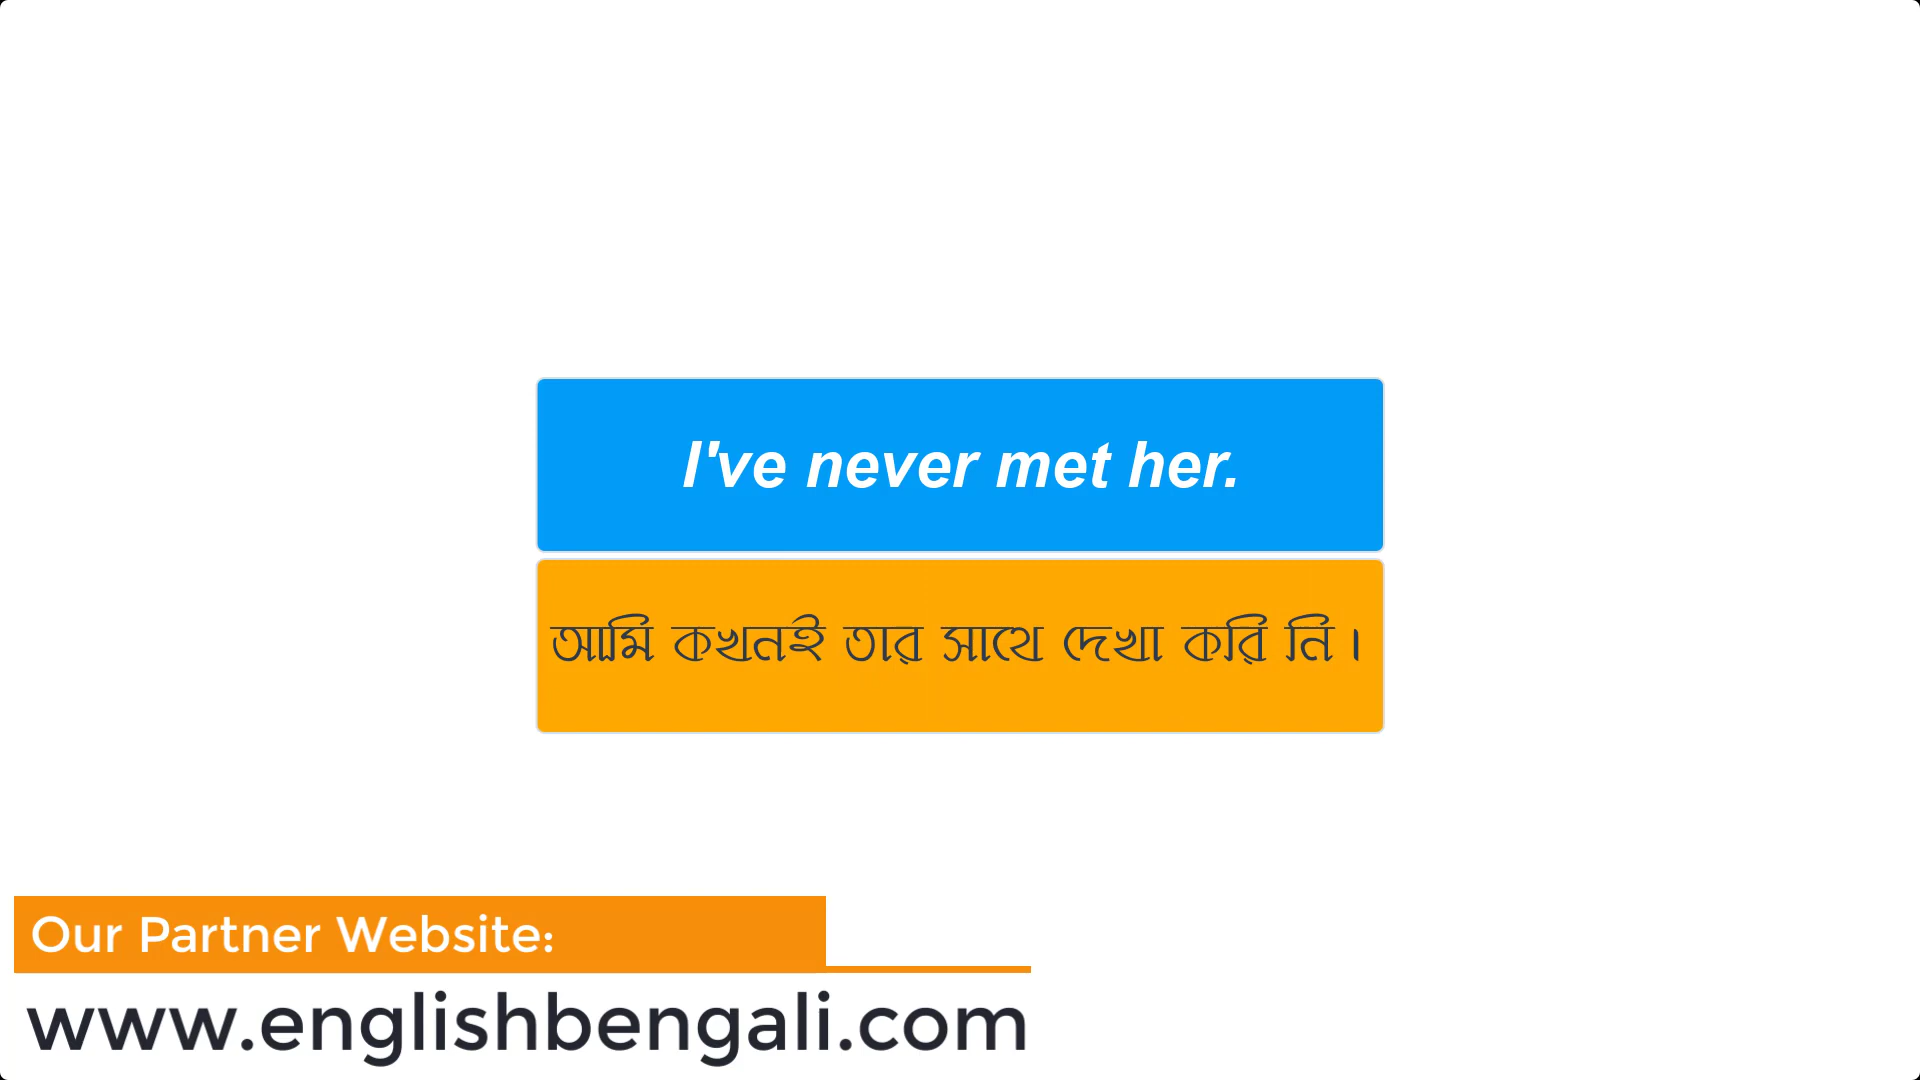 I've never met her.
আমি কখনই তার সাথে দেখা করি নি।
Our Partner Website:
www.englishbengali.com